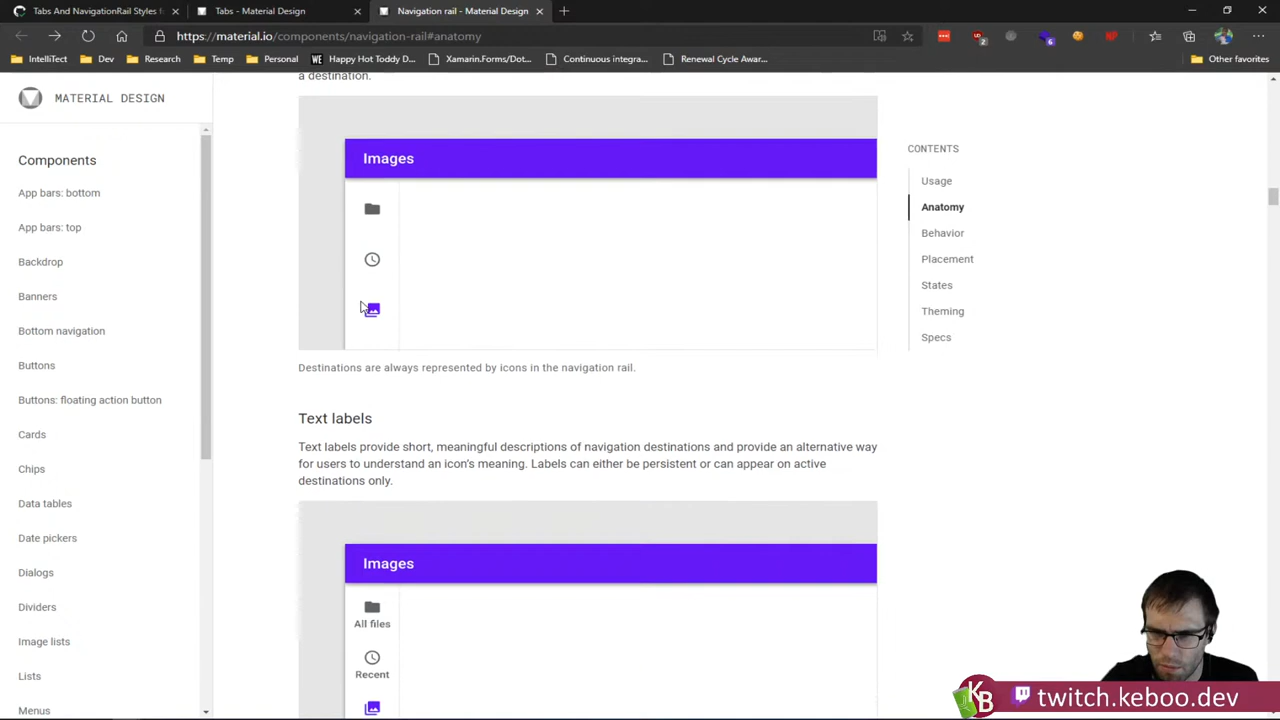 Tabs And NavigationRail Styles f
Tabs - Material Design
Navigation rail - Material Design
https://material.io/components/navigation-rail#anatomy
2
6
IntelliTect
Dev
Research
Temp
Personal
WE
Happy Hot Toddy D...
Xamarin.Forms/Dot...
Continuous integra...
Renewal Cycle Awar...
Other favorites
MATERIAL DESIGN
Components
App bars: bottom
App bars: top
Backdrop
Banners
Bottom navigation
Buttons
Buttons: floating action button
Cards
Chips
Data tables
Date pickers
Dialogs
Dividers
Image lists
Lists
Menus
a destination.
Images
Destinations are always represented by icons in the navigation rail.
Text labels
Text labels provide short, meaningful descriptions of navigation destinations and provide an alternative way
for users to understand an icon's meaning. Labels can either be persistent or can appear on active
destinations only.
Images
All files
Recent
CONTENTS
Usage
Anatomy
Behavior
Placement
States
Theming
Specs
KB
twitch.keboo.dev